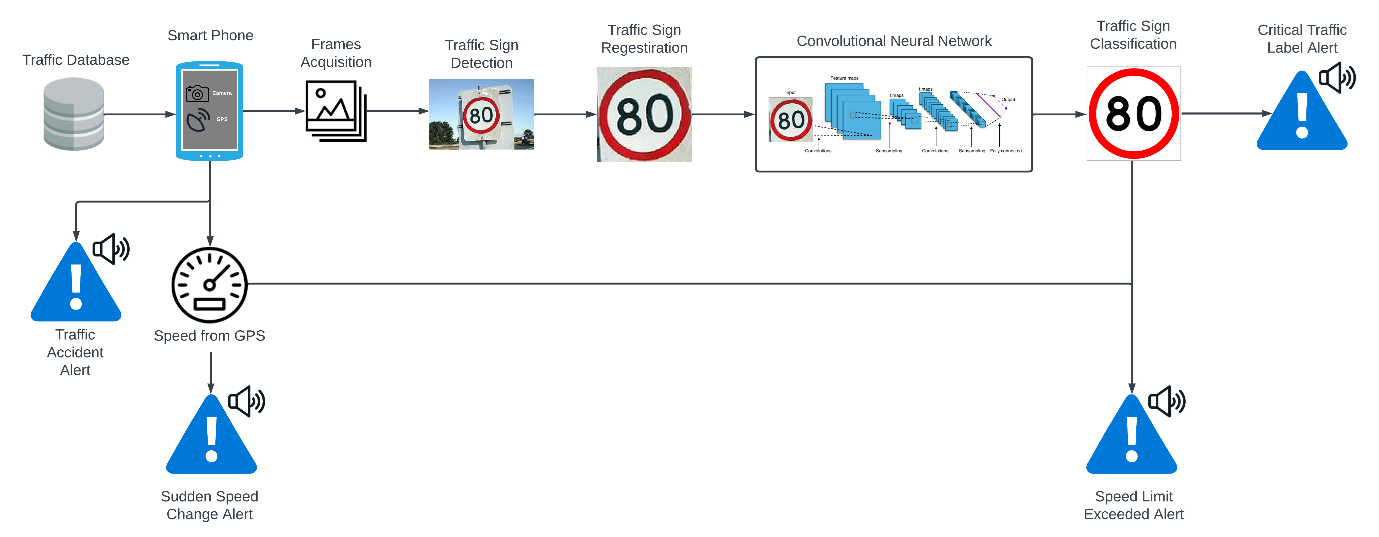 Traffic Database
Smart Phone
Camera
GPS
Frames
Acquisition
Traffic Sign
Detection
80
Traffic Sign
Regestiration
80
Convolutional Neural Network
Input
80
Feature maps
f.maps
f.maps
Output
Convolutions
Subsampling
Convolutions
Subsampling
Fully connected
Traffic Sign
Classification
80
Critical Traffic
Label Alert
Traffic
Accident
Alert
Speed from GPS
Sudden Speed
Change Alert
Speed Limit
Exceeded Alert